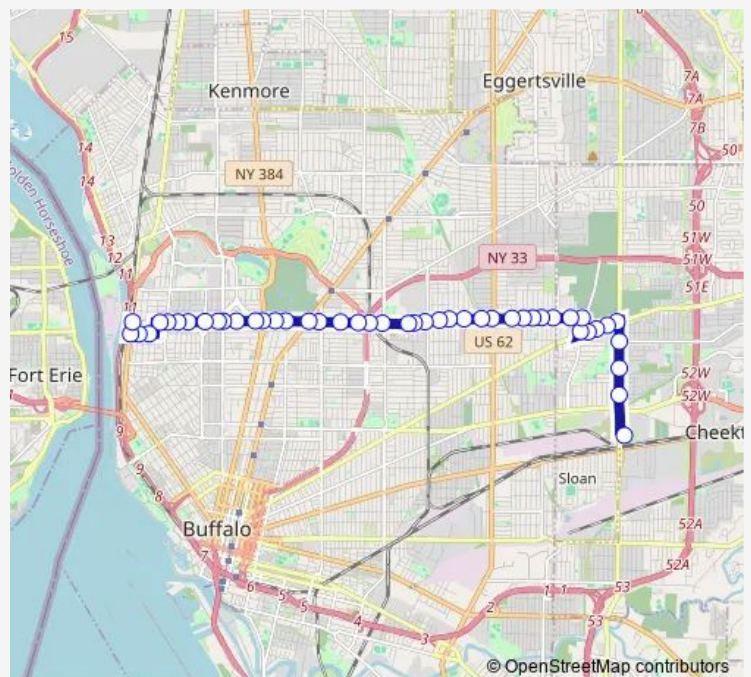 15
Kenmore
Eggertsville
7A
7A
7B
50
14
14
NY 384
Golden Horseshoe
50
13
12
11
51W
51W
51E
NY 33
11
US 62
Fort Erie
52W
52W
9
Cheekt
9
8
Sloan
Buffalo
7
52A
6
5
5
4
3
2
1
1
53
52A
53
© OpenStreetMap contributors